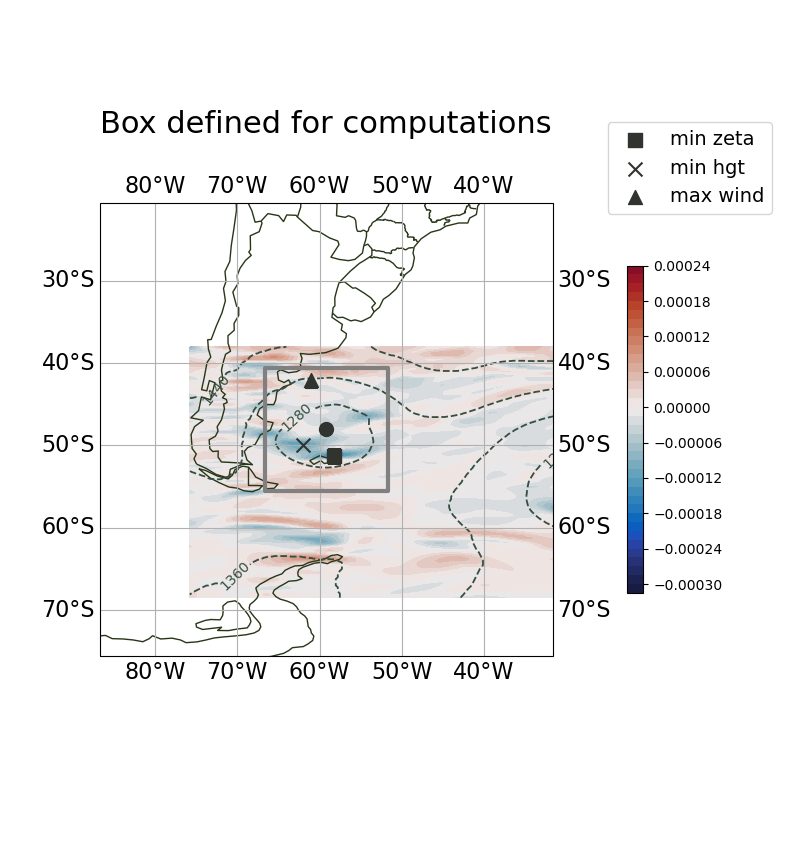 Box defined for computations
min zeta
min hgt
max wind
80°W 70°W 60°W 50°W 40°W
30°S 30°S
40°S 40°S
50°S 50°S
60°S 60°S
70°S 70°S
1280
1360
80°W 70°W 60°W 50°W 40°W
0.00024
0.00018
0.00012
0.00006
0.00000
−0.00006
−0.00012
−0.00018
−0.00024
−0.00030